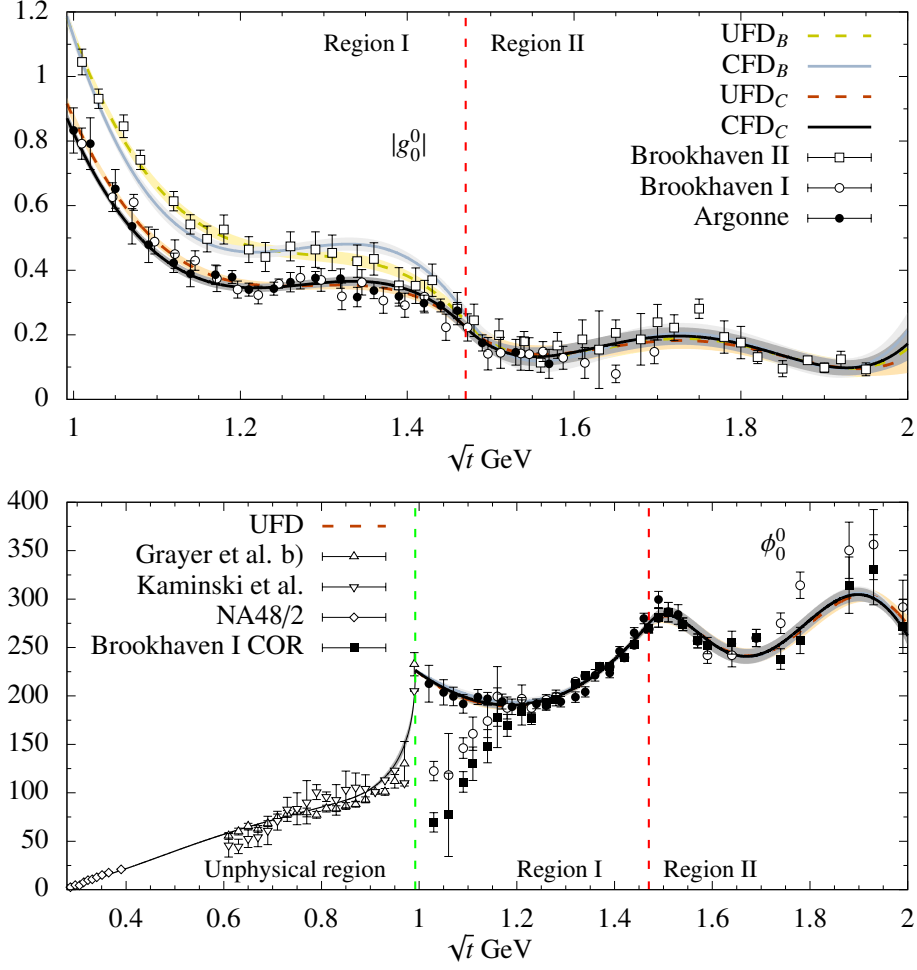 1.2
1
0.8
0.6
0.4
0.2
0
Region I
Region II
|g⁰₀|
UFD_B
CFD_B
UFD_C
CFD_C
Brookhaven II
Brookhaven I
Argonne
1 1.2 1.4 1.6 1.8 2
√t GeV
400
350
300
250
200
150
100
50
0
UFD
Grayer et al. b)
Kaminski et al.
NA48/2
Brookhaven I COR
ϕ⁰₀
Unphysical region
Region I
Region II
0.4 0.6 0.8 1 1.2 1.4 1.6 1.8 2
√t GeV